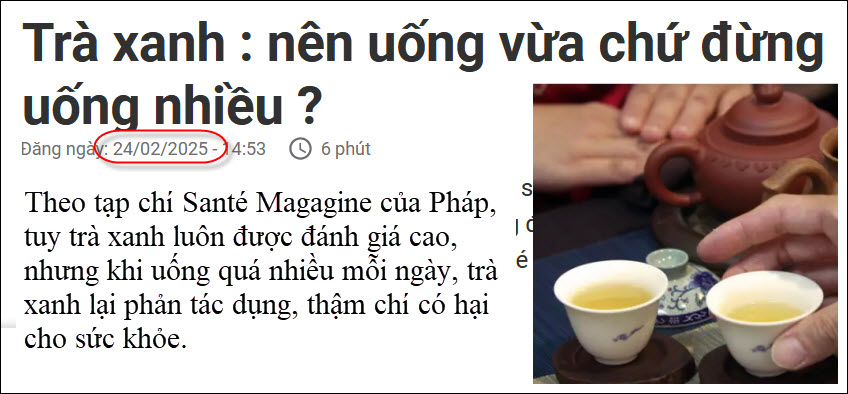 Trà xanh : nên uống vừa chứ đừng
uống nhiều ?
Đăng ngày: 24/02/2025 - 14:53 6 phút
Theo tạp chí Santé Magagine của Pháp,
tuy trà xanh luôn được đánh giá cao,
nhưng khi uống quá nhiều mỗi ngày, trà
xanh lại phản tác dụng, thậm chí có hại
cho sức khỏe.